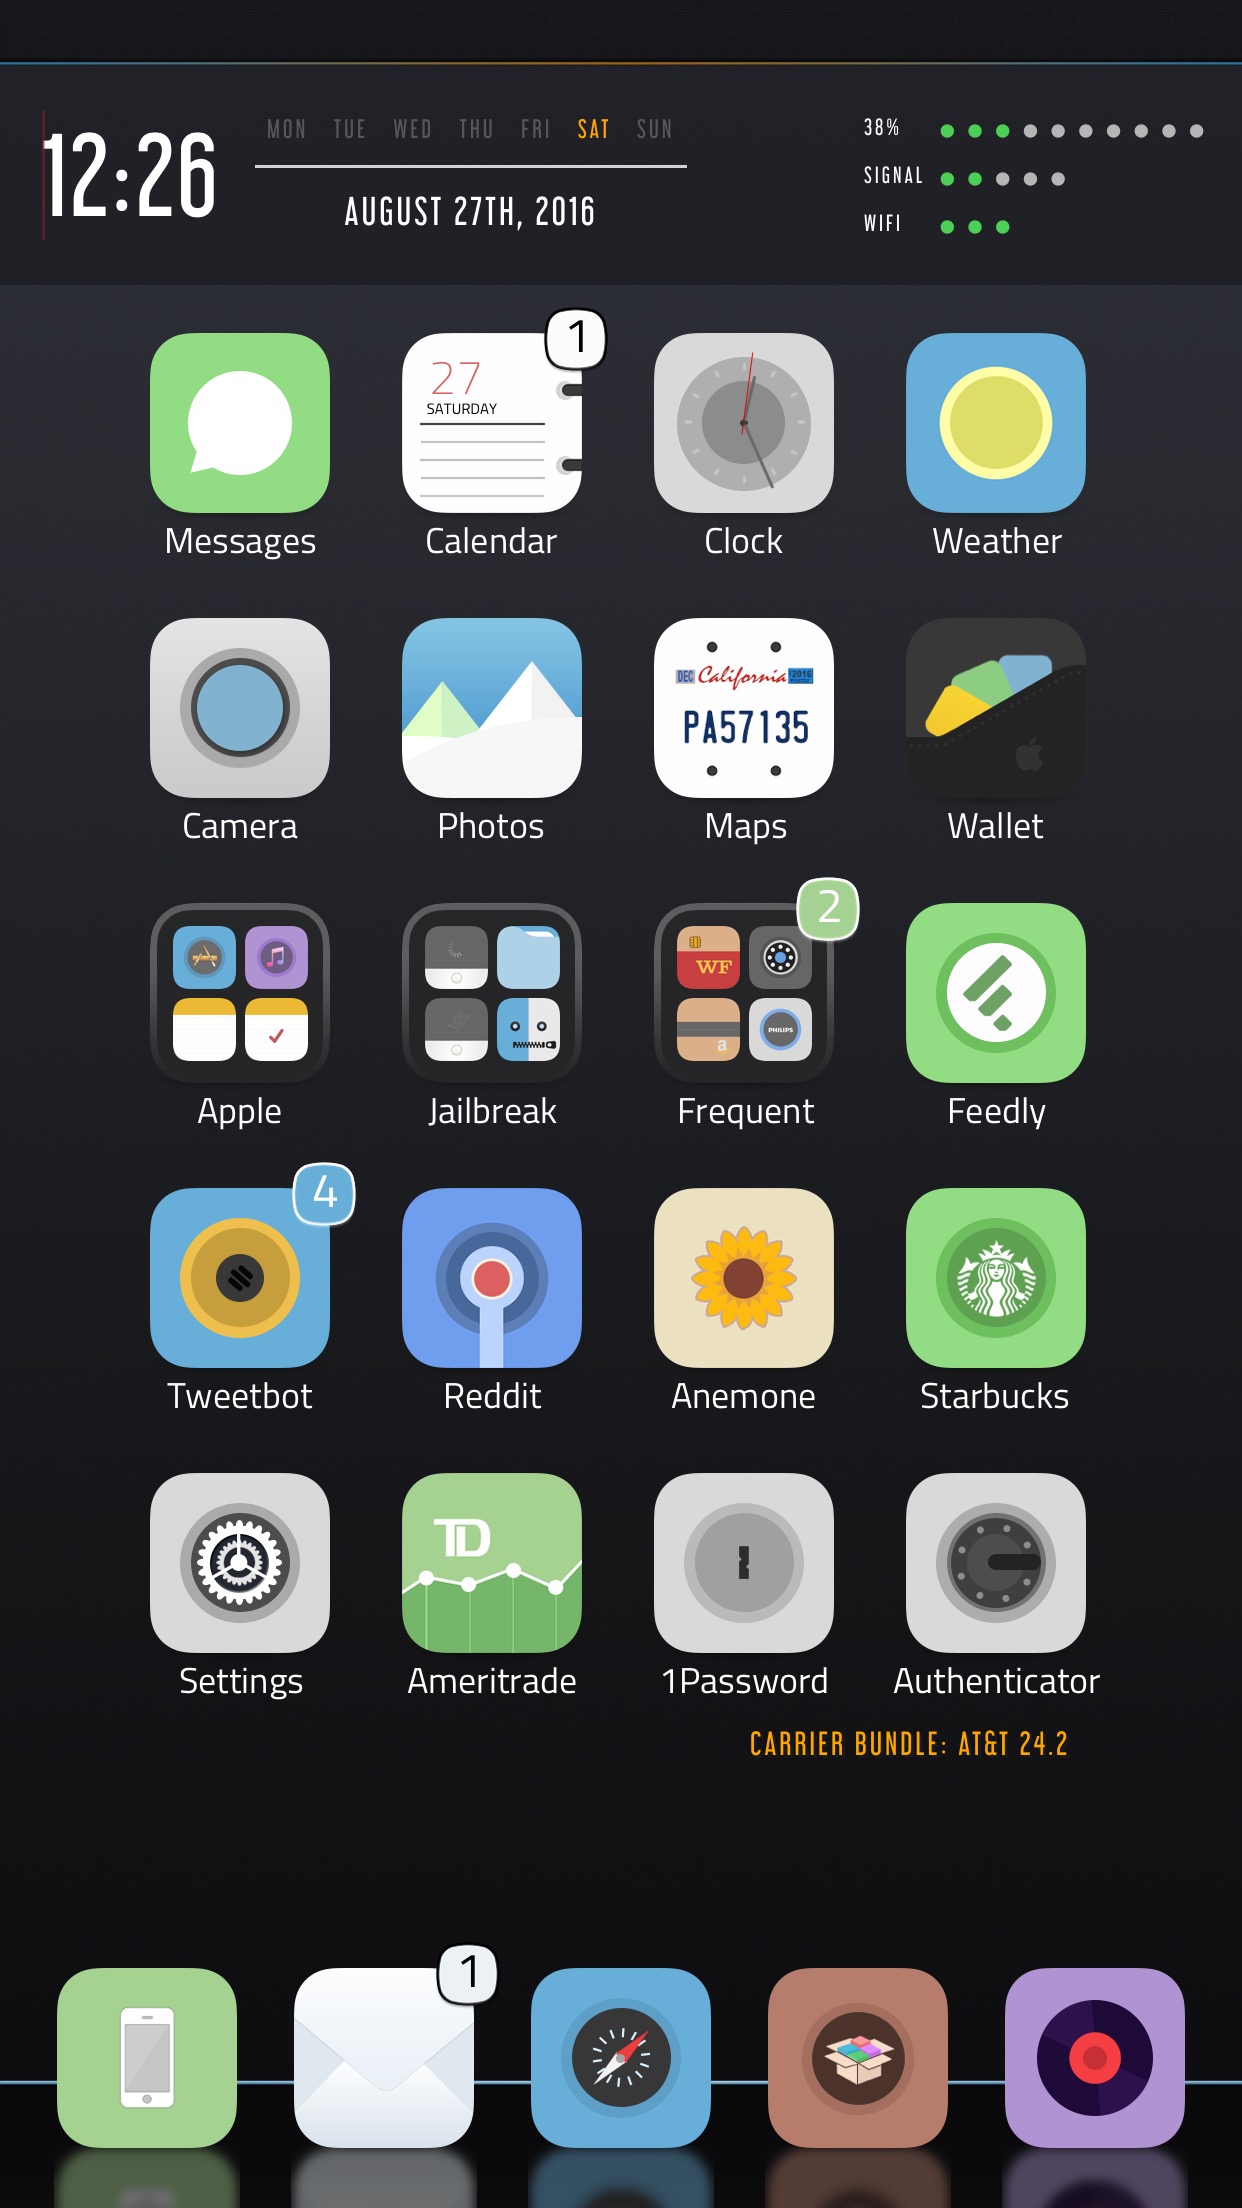 12:26
MON TUE WED THU FRI SAT SUN
AUGUST 27TH, 2016
38%
SIGNAL
WIFI
1
27
SATURDAY
Messages Calendar Clock Weather
DEC California 2016
PA57135
Camera Photos Maps Wallet
2
WF
a
PHILIPS
Apple Jailbreak Frequent Feedly
4
Tweetbot Reddit Anemone Starbucks
TD
Settings Ameritrade 1Password Authenticator
CARRIER BUNDLE: AT&T 24.2
1